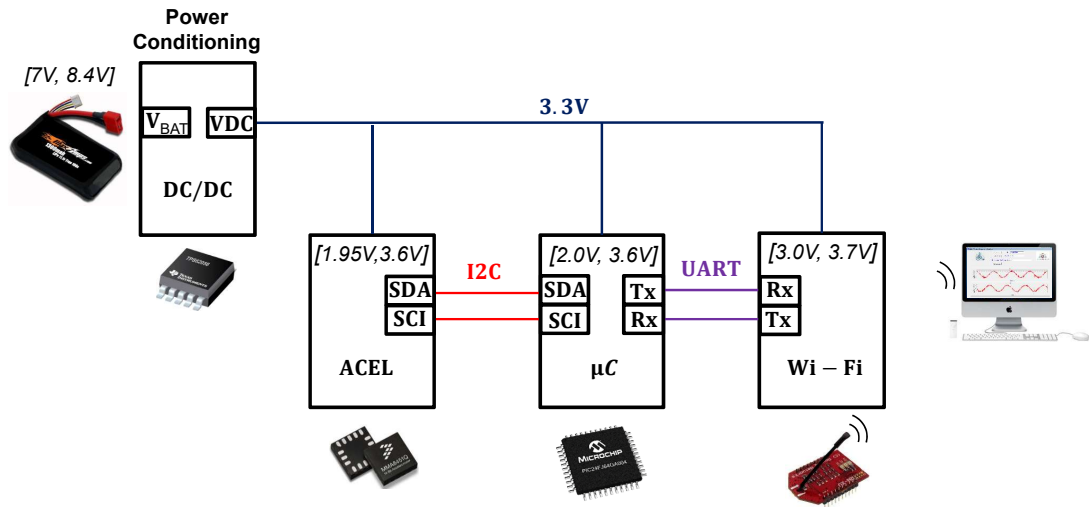 Power
Conditioning
[7V, 8.4V]
VBAT
VDC
3.3V
DC/DC
[1.95V,3.6V]
[2.0V, 3.6V]
[3.0V, 3.7V]
I2C
UART
SDA
SDA
Tx
Rx
SCI
SCI
Rx
Tx
ACEL
μC
Wi – Fi
MICROCHIP